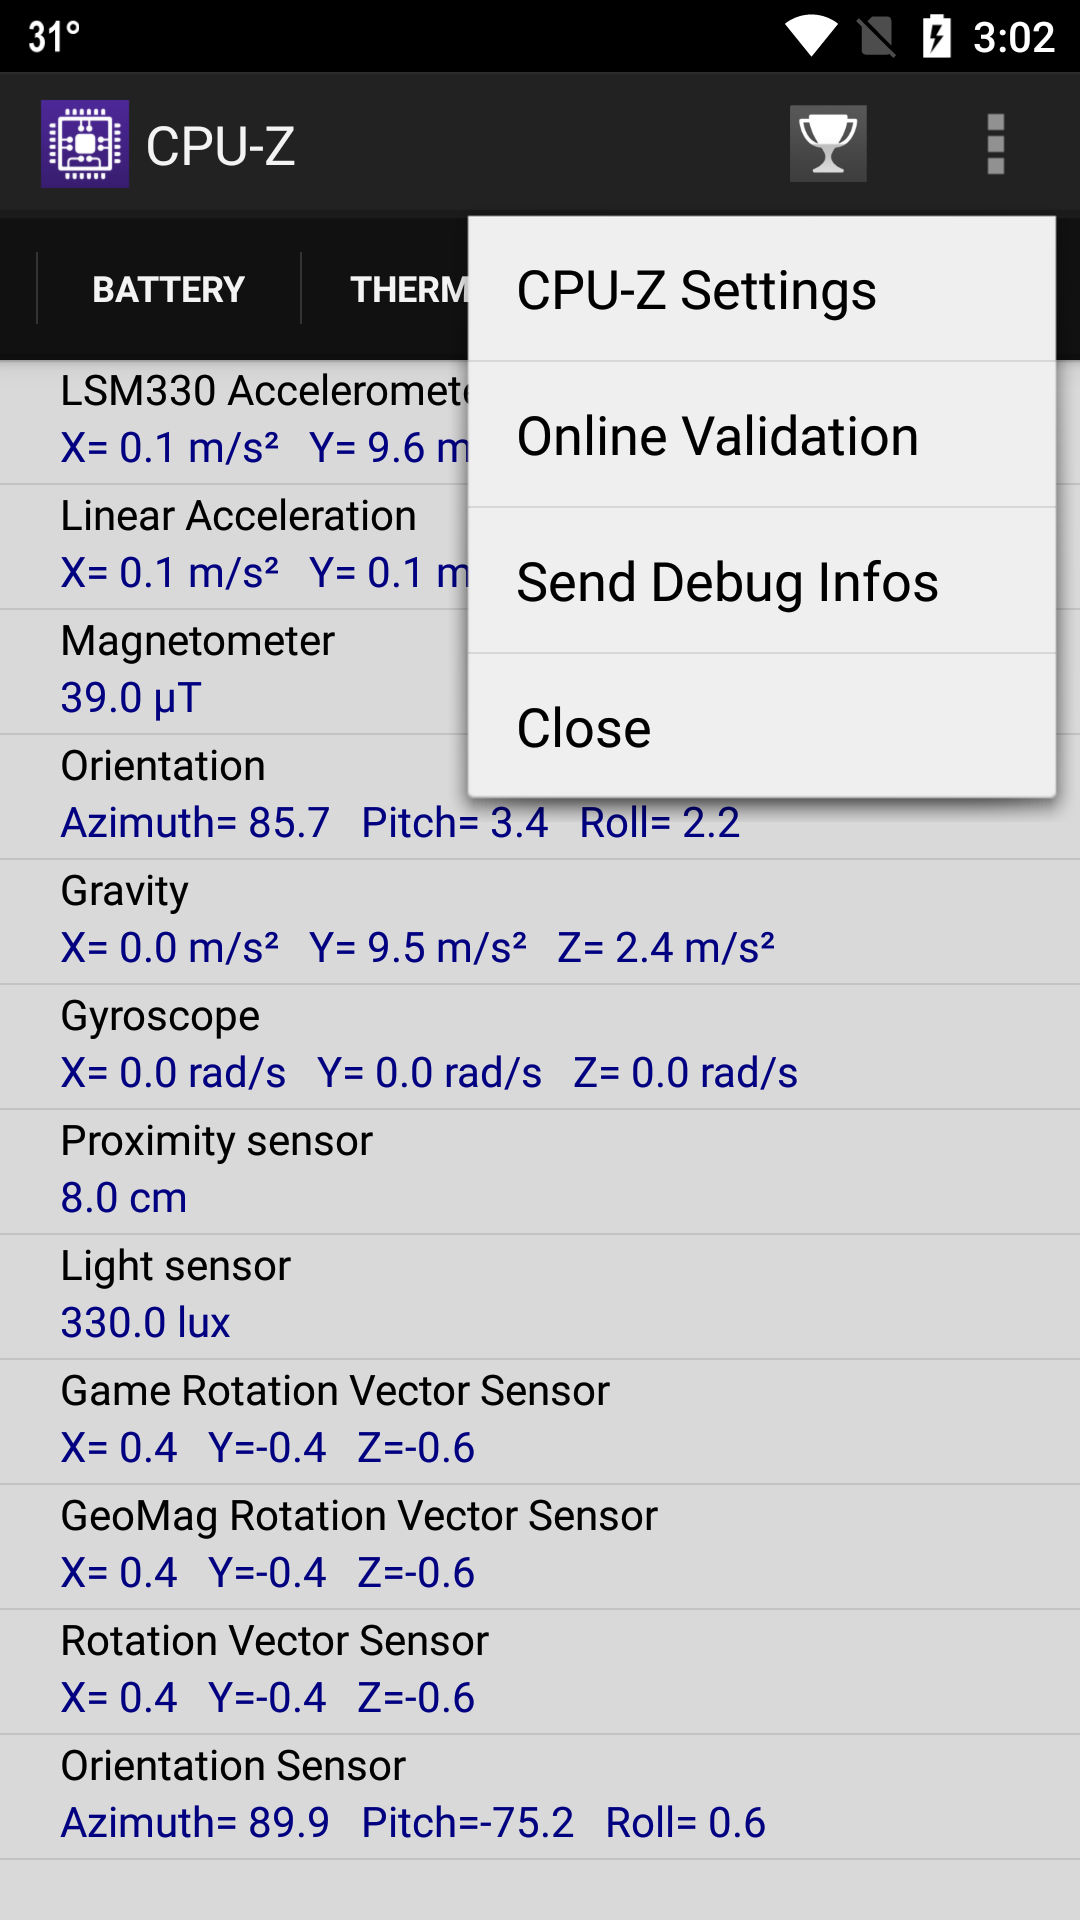 31° 3:02
CPU-Z
BATTERY THERM
CPU-Z Settings
Online Validation
Send Debug Infos
Close
LSM330 Acceleromet
X= 0.1 m/s² Y= 9.6 m
Linear Acceleration
X= 0.1 m/s² Y= 0.1 m
Magnetometer
39.0 μT
Orientation
Azimuth= 85.7 Pitch= 3.4 Roll= 2.2
Gravity
X= 0.0 m/s² Y= 9.5 m/s² Z= 2.4 m/s²
Gyroscope
X= 0.0 rad/s Y= 0.0 rad/s Z= 0.0 rad/s
Proximity sensor
8.0 cm
Light sensor
330.0 lux
Game Rotation Vector Sensor
X= 0.4 Y=-0.4 Z=-0.6
GeoMag Rotation Vector Sensor
X= 0.4 Y=-0.4 Z=-0.6
Rotation Vector Sensor
X= 0.4 Y=-0.4 Z=-0.6
Orientation Sensor
Azimuth= 89.9 Pitch=-75.2 Roll= 0.6